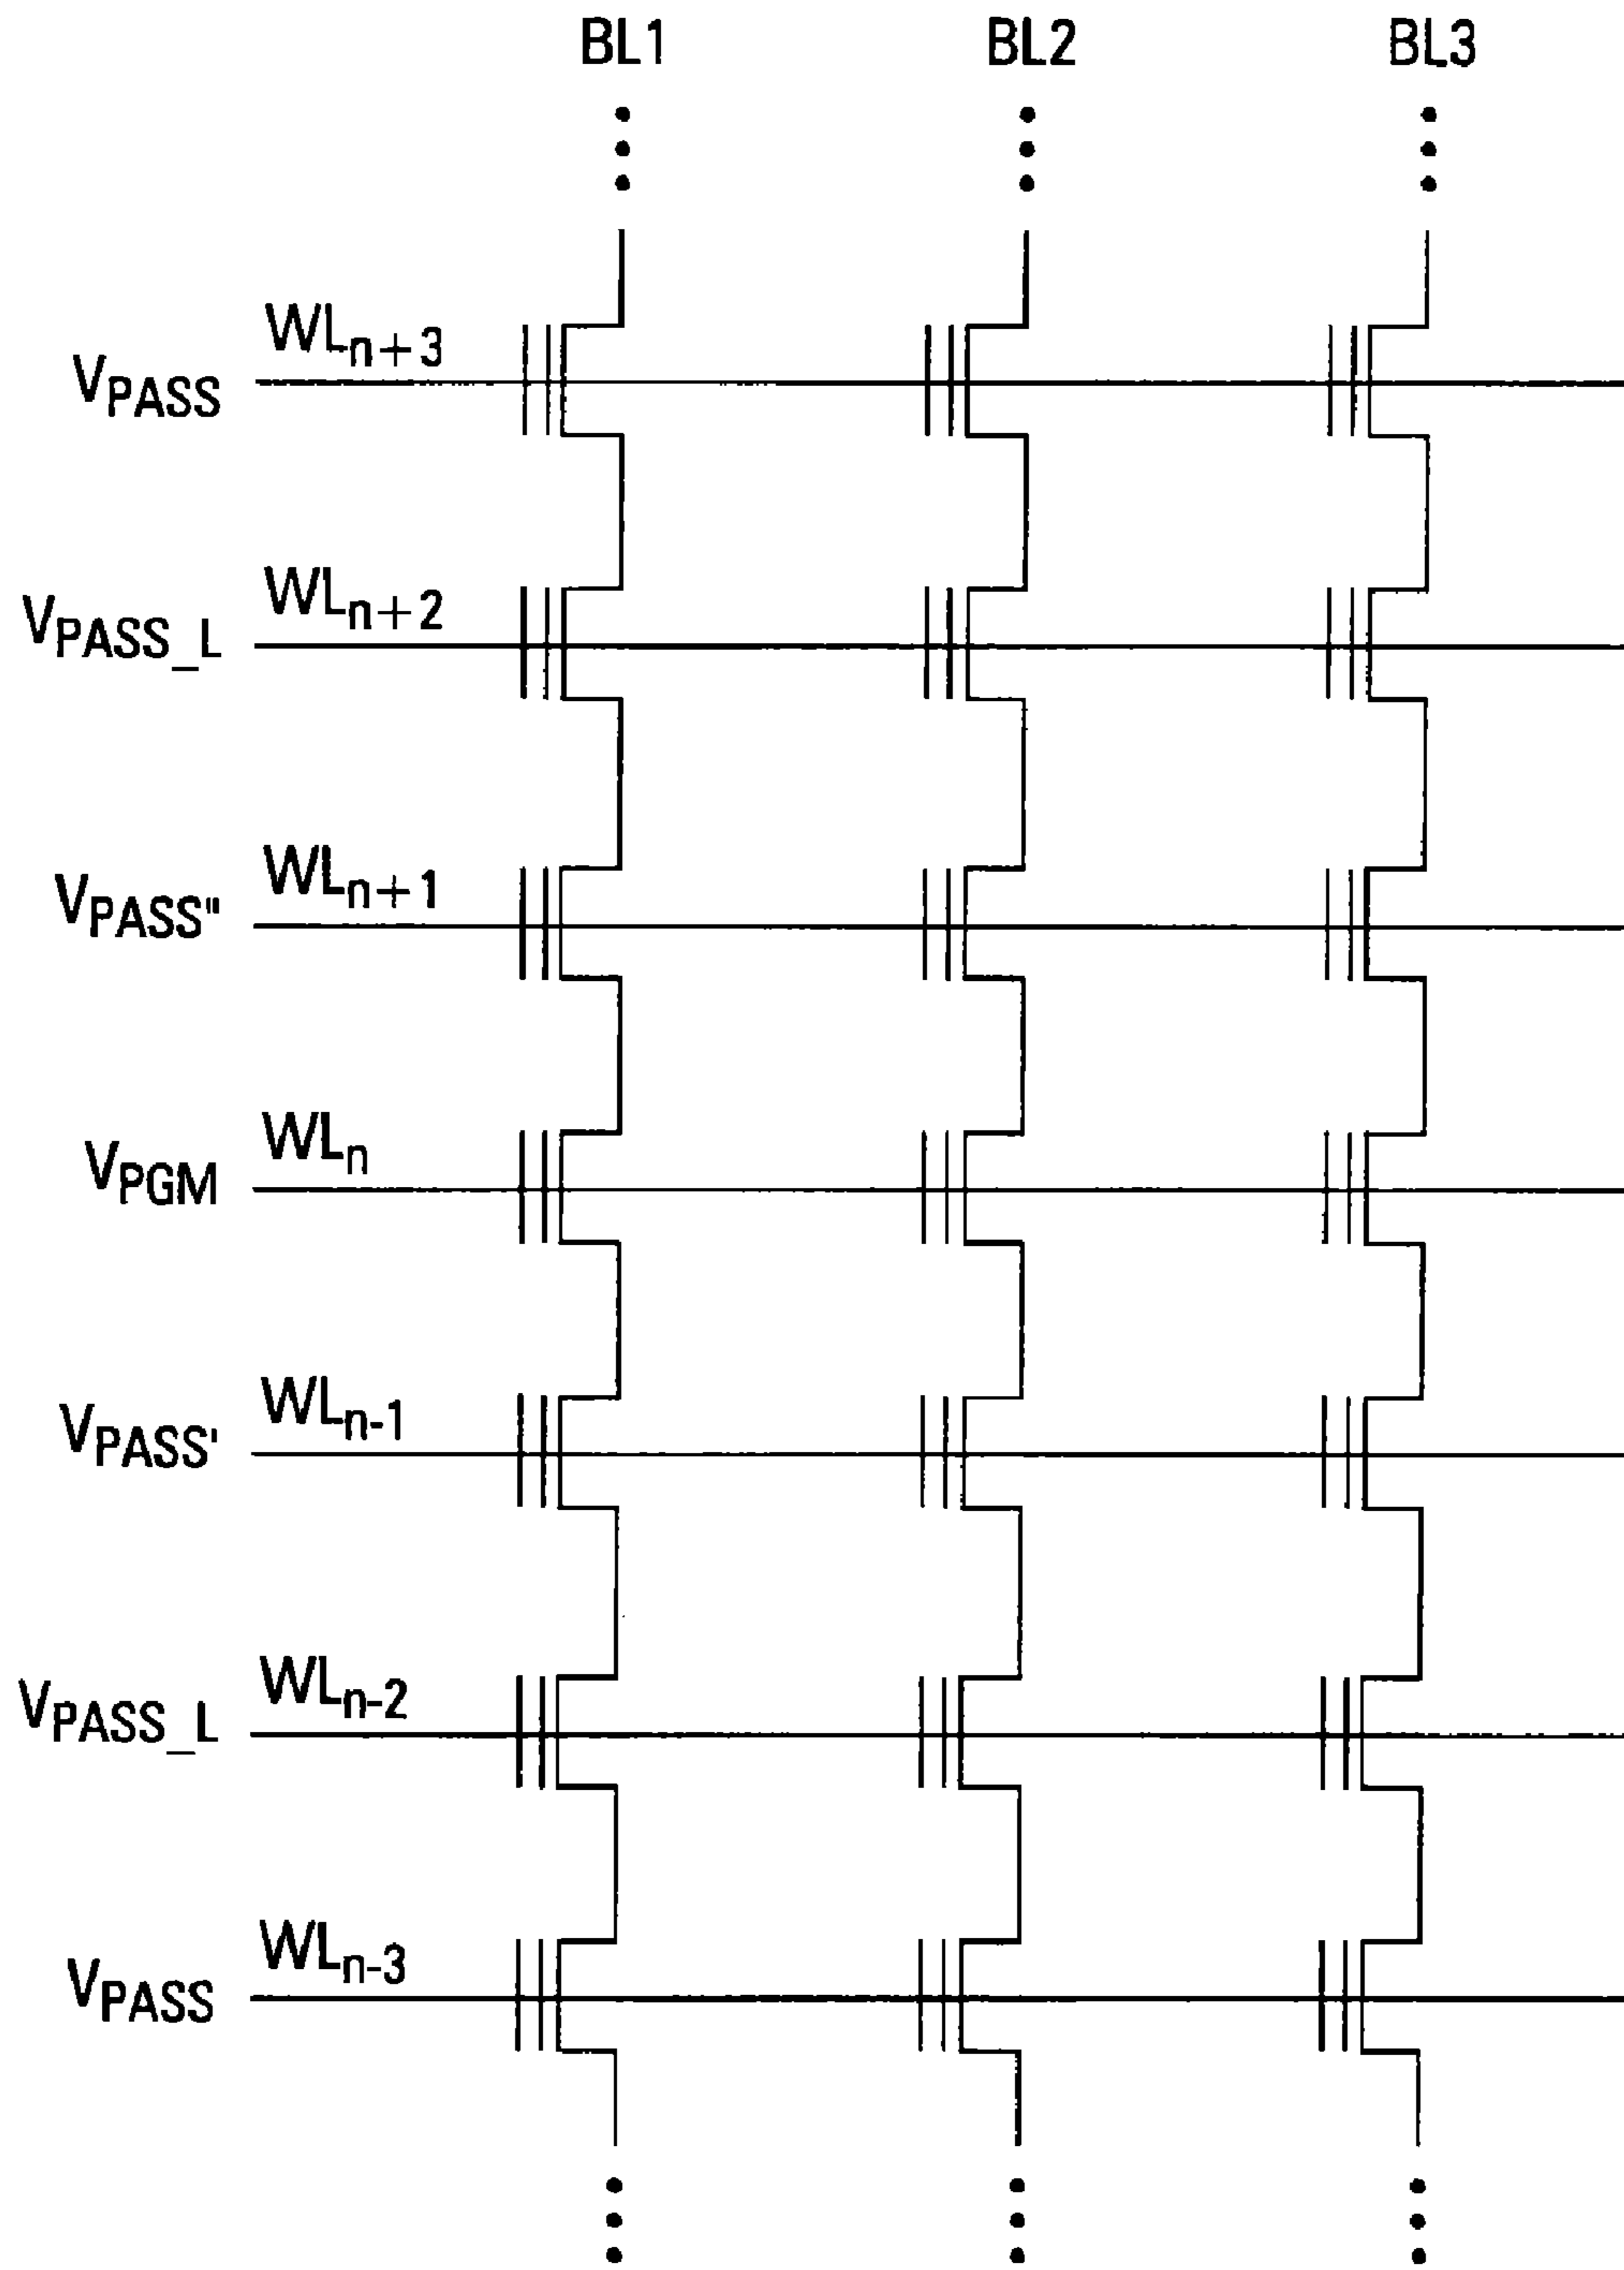 BL1 BL2 BL3
WLn+3
VPASS
WLn+2
VPASS_L
WLn+1
VPASS"
WLn
VPGM
WLn-1
VPASS'
WLn-2
VPASS_L
WLn-3
VPASS